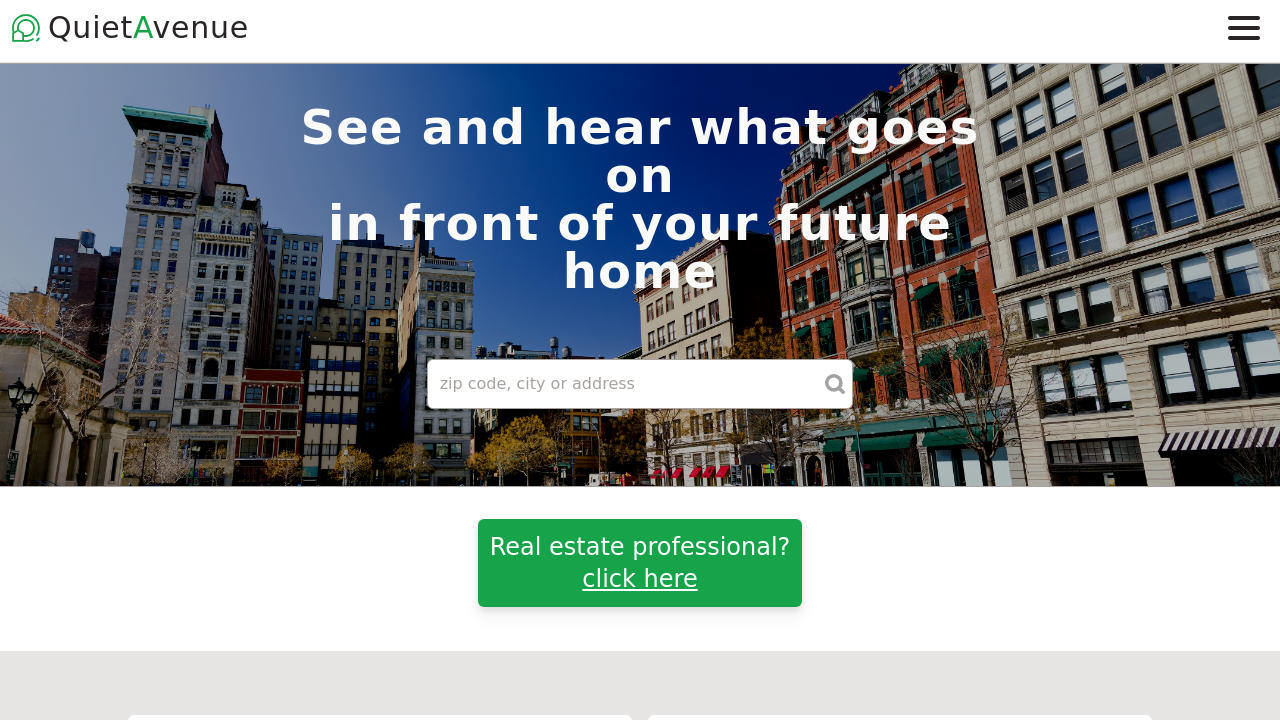 QuietAvenue
See and hear what goes
on
in front of your future
home
zip code, city or address
Real estate professional?
click here